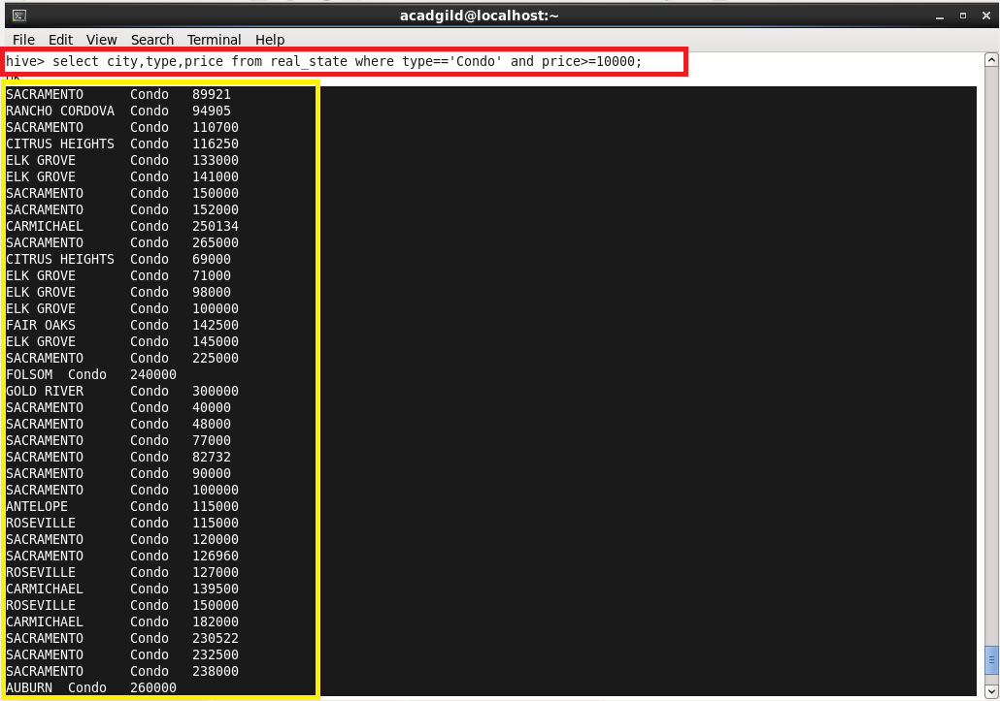 acadgild@localhost:~
File Edit View Search Terminal Help
hive> select city,type,price from real_state where type=='Condo' and price>=10000;
OK
SACRAMENTO Condo 89921
RANCHO CORDOVA Condo 94905
SACRAMENTO Condo 110700
CITRUS HEIGHTS Condo 116250
ELK GROVE Condo 133000
ELK GROVE Condo 141000
SACRAMENTO Condo 150000
SACRAMENTO Condo 152000
CARMICHAEL Condo 250134
SACRAMENTO Condo 265000
CITRUS HEIGHTS Condo 69000
ELK GROVE Condo 71000
ELK GROVE Condo 98000
ELK GROVE Condo 100000
FAIR OAKS Condo 142500
ELK GROVE Condo 145000
SACRAMENTO Condo 225000
FOLSOM Condo 240000
GOLD RIVER Condo 300000
SACRAMENTO Condo 40000
SACRAMENTO Condo 48000
SACRAMENTO Condo 77000
SACRAMENTO Condo 82732
SACRAMENTO Condo 90000
SACRAMENTO Condo 100000
ANTELOPE Condo 115000
ROSEVILLE Condo 115000
SACRAMENTO Condo 120000
SACRAMENTO Condo 126960
ROSEVILLE Condo 127000
CARMICHAEL Condo 139500
ROSEVILLE Condo 150000
CARMICHAEL Condo 182000
SACRAMENTO Condo 230522
SACRAMENTO Condo 232500
SACRAMENTO Condo 238000
AUBURN Condo 260000